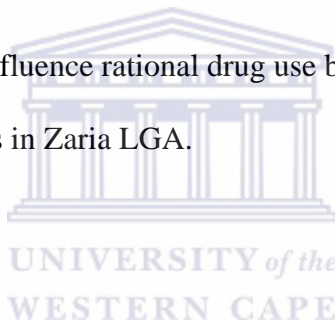 fluence rational drug use b
s in Zaria LGA.
UNIVERSITY of the
WESTERN CAPE